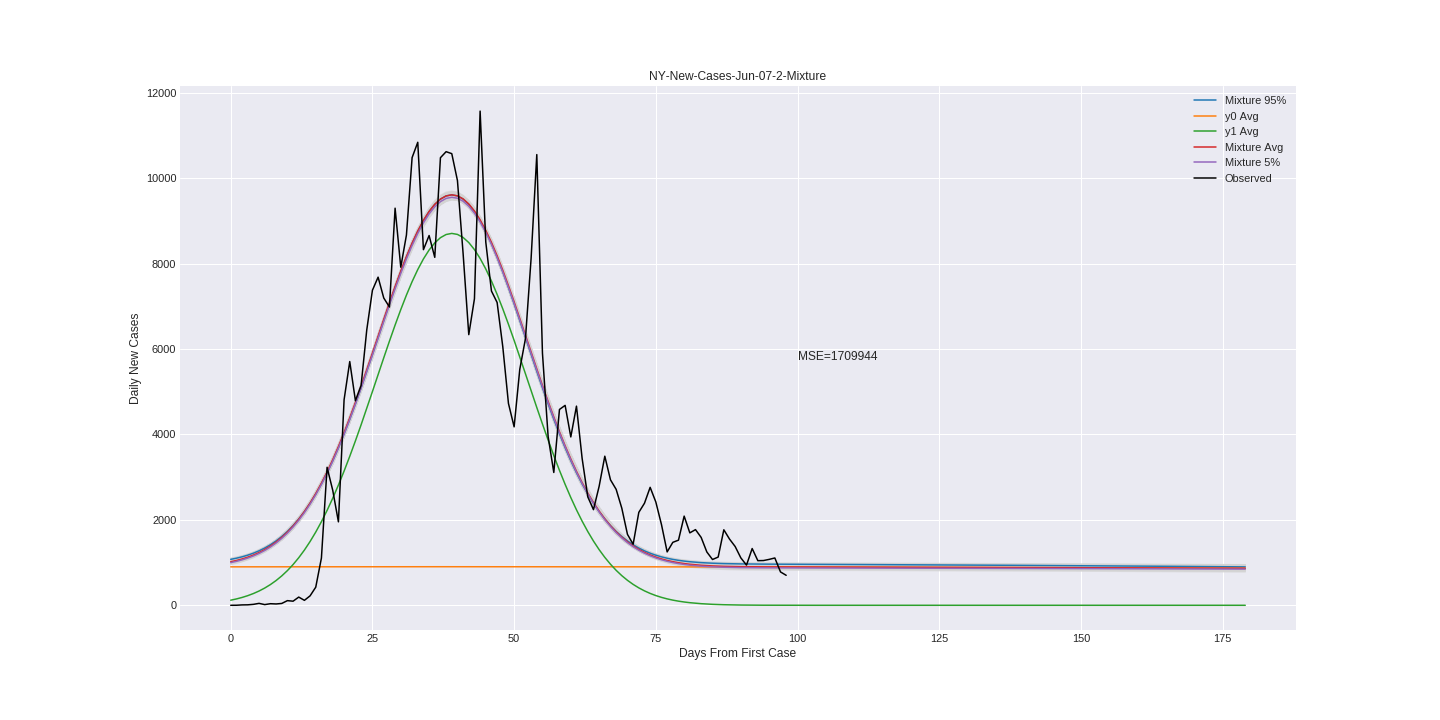 NY-New-Cases-Jun-07-2-Mixture
12000
10000
8000
6000
4000
2000
0
Daily New Cases
Mixture 95%
y0 Avg
y1 Avg
Mixture Avg
Mixture 5%
Observed
MSE=1709944
0 25 50 75 100 125 150 175
Days From First Case